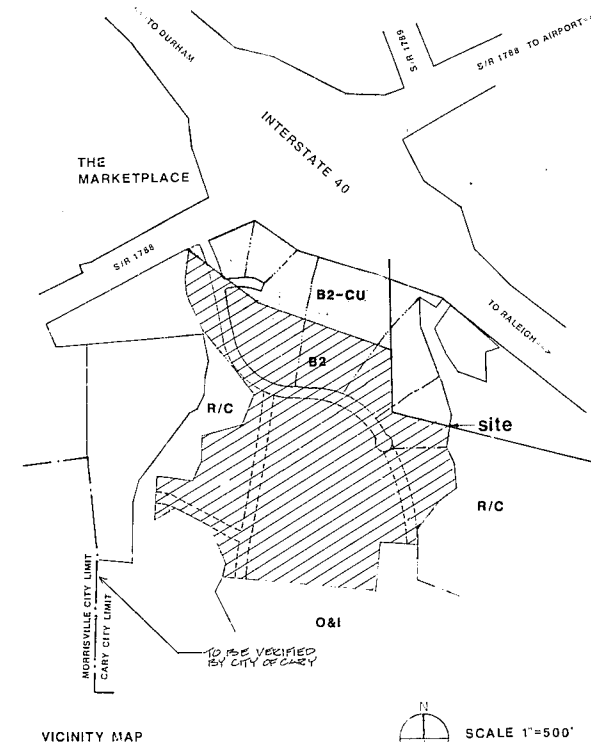 TO DURHAM
S/R 1789
S/R 1788 TO AIRPORT
INTERSTATE 40
THE
MARKETPLACE
S/R 1788
B2-CU
TO RALEIGH
B2
R/C
site
R/C
O&I
MORRISVILLE CITY LIMIT
CARY CITY LIMIT
TO BE VERIFIED
BY CITY OF CARY
N
VICINITY MAP
SCALE 1"=500'